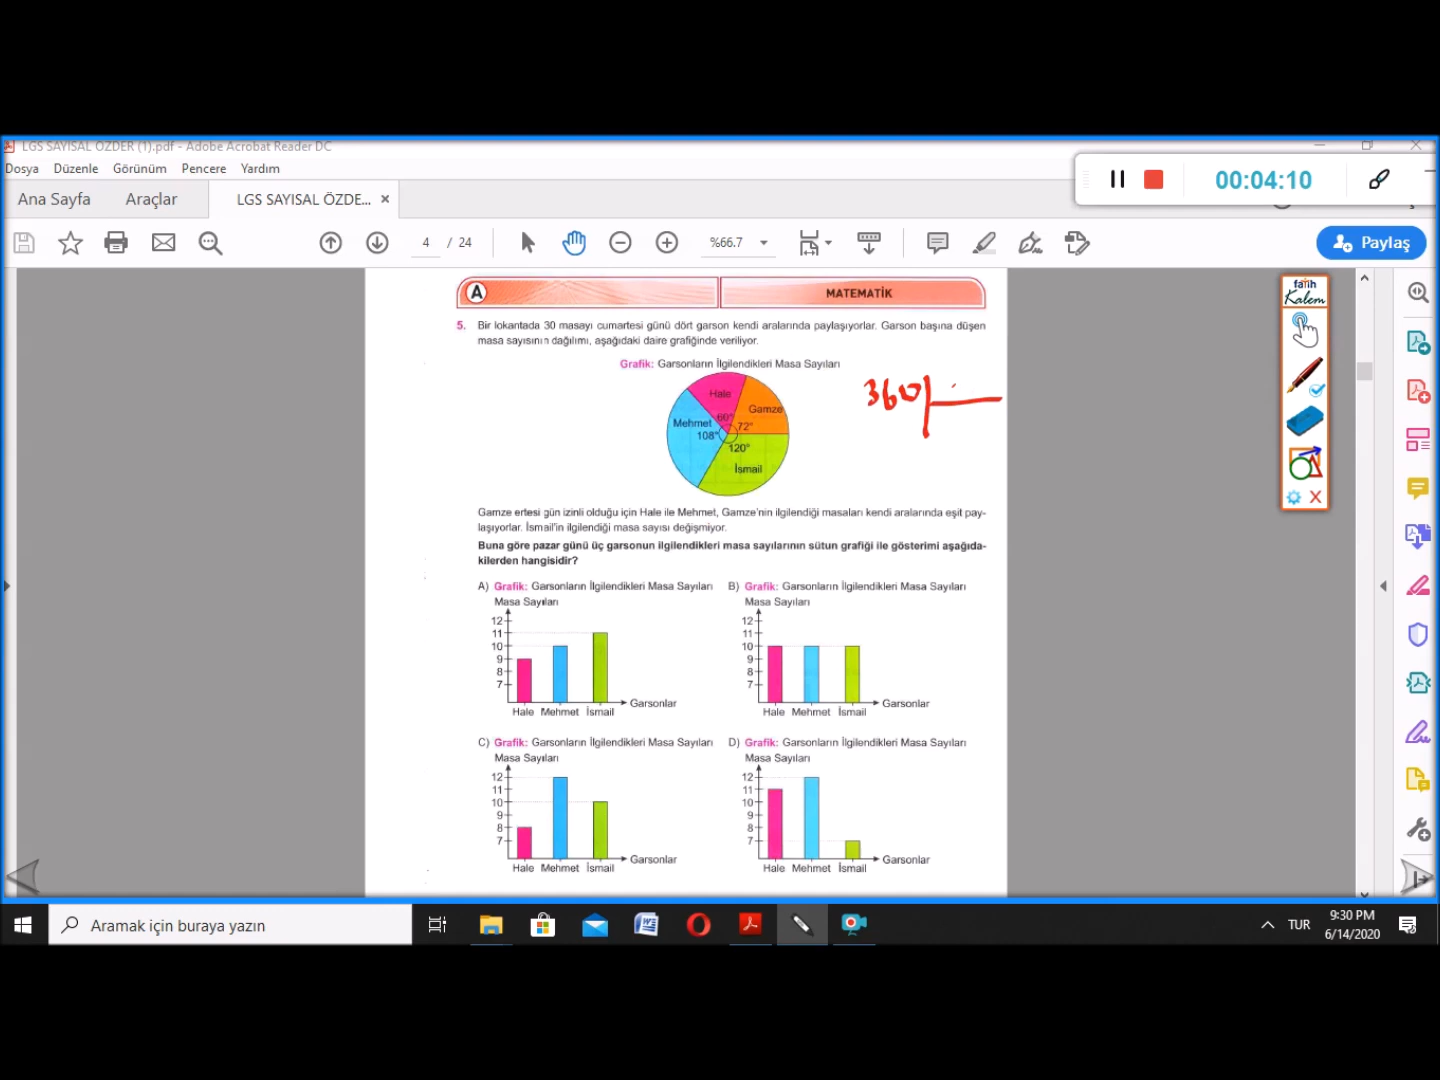 LGS SAYISAL ÖZDER (1).pdf - Adobe Acrobat Reader DC
Dosya Düzenle Görünüm Pencere Yardım
00:04:10
Ana Sayfa Araçlar LGS SAYISAL ÖZDE... ×
4 / 24 %66.7 Paylaş
fatih
Kalem
A MATEMATİK
5. Bir lokantada 30 masayı cumartesi günü dört garson kendi aralarında paylaşıyorlar. Garson başına düşen
masa sayısının dağılımı, aşağıdaki daire grafiğinde veriliyor.
Grafik: Garsonların İlgilendikleri Masa Sayıları
Hale
60°
Gamze
72°
Mehmet
108°
120°
İsmail
360
Gamze ertesi gün izinli olduğu için Hale ile Mehmet, Gamze'nin ilgilendiği masaları kendi aralarında eşit pay-
laşıyorlar. İsmail'in ilgilendiği masa sayısı değişmiyor.
Buna göre pazar günü üç garsonun ilgilendikleri masa sayılarının sütun grafiği ile gösterimi aşağıda-
kilerden hangisidir?
A) Grafik: Garsonların İlgilendikleri Masa Sayıları
Masa Sayıları
12
11
10
9
8
7
Garsonlar
Hale Mehmet İsmail
B) Grafik: Garsonların İlgilendikleri Masa Sayıları
Masa Sayıları
12
11
10
9
8
7
Garsonlar
Hale Mehmet İsmail
C) Grafik: Garsonların İlgilendikleri Masa Sayıları
Masa Sayıları
12
11
10
9
8
7
Garsonlar
Hale Mehmet İsmail
D) Grafik: Garsonların İlgilendikleri Masa Sayıları
Masa Sayıları
12
11
10
9
8
7
Garsonlar
Hale Mehmet İsmail
Aramak için buraya yazın
TUR
9:30 PM
6/14/2020